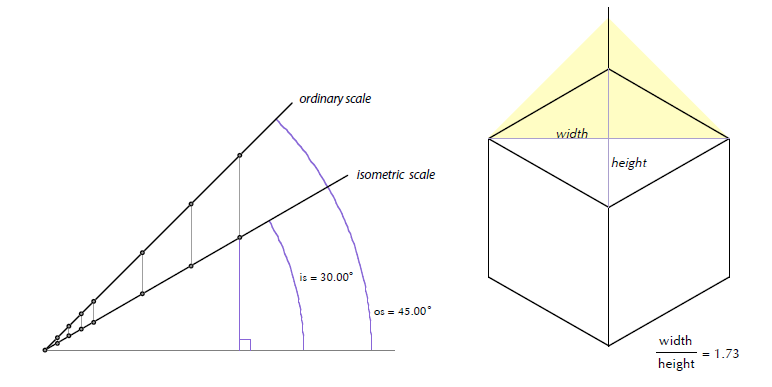 ordinary scale
isometric scale
is = 30.00°
os = 45.00°
width
height
width
height
= 1.73